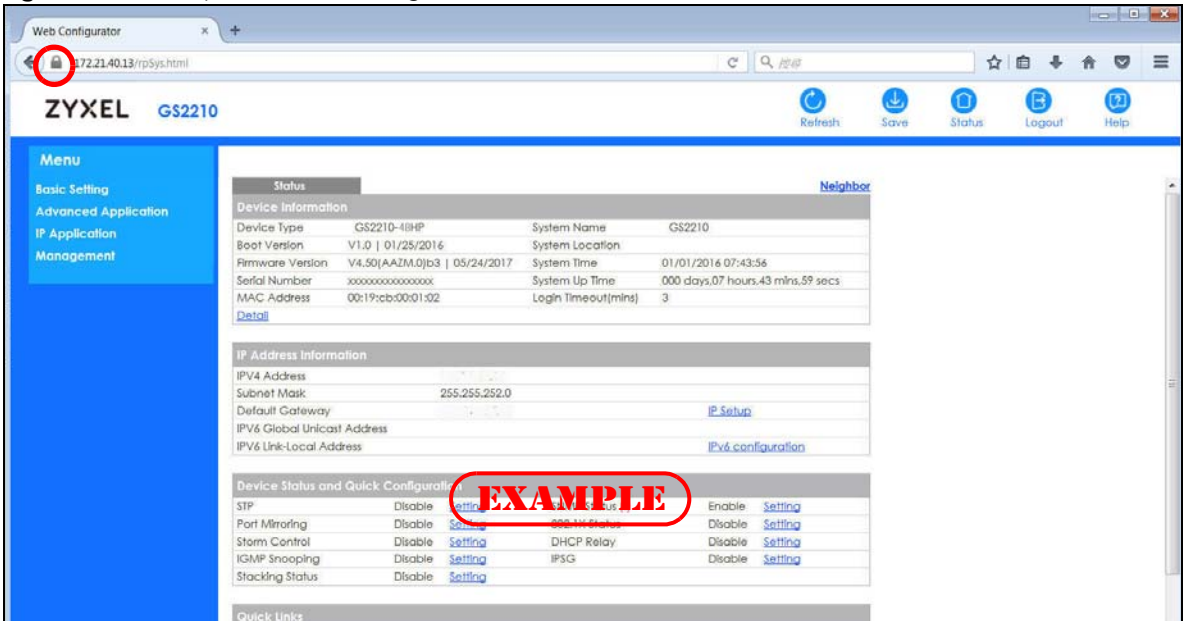 Web Configurator × +
172.21.40.13/rpSys.html
ZYXEL GS2210
Refresh Save Status Logout Help
Menu
Basic Setting
Advanced Application
IP Application
Management
Status Neighbor
Device Information
Device Type GS2210-48HP System Name GS2210
Boot Version V1.0 | 01/25/2016 System Location
Firmware Version V4.50(AAZM.0)b3 | 05/24/2017 System Time 01/01/2016 07:43:56
Serial Number xxxxxxxxxxxxxxxx System Up Time 000 days,07 hours,43 mins,59 secs
MAC Address 00:19:cb:00:01:02 Login Timeout(mins) 3
Detail
IP Address Information
IPV4 Address
Subnet Mask 255.255.252.0
Default Gateway IP Setup
IPV6 Global Unicast Address
IPV6 Link-Local Address IPv6 configuration
Device Status and Quick Configuration
EXAMPLE
STP Disable Setting Status Enable Setting
Port Mirroring Disable Setting 802.1X Status Disable Setting
Storm Control Disable Setting DHCP Relay Disable Setting
IGMP Snooping Disable Setting IPSG Disable Setting
Stacking Status Disable Setting
Quick Links